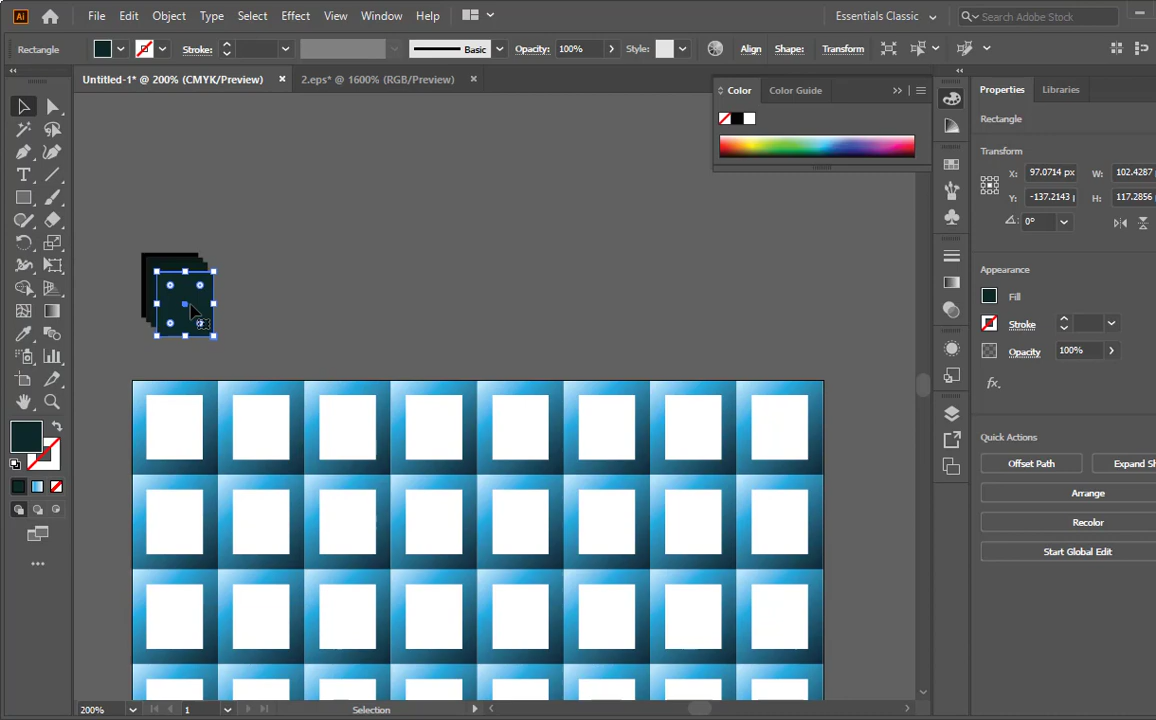 Ai File Edit Object Type Select Effect View Window Help Essentials Classic Search Adobe Stock
Rectangle Stroke: Basic Opacity: 100% Style: Align Shape: Transform
Untitled-1* @ 200% (CMYK/Preview) × 2.eps* @ 1600% (RGB/Preview) ×
Color Color Guide
Properties Libraries
Rectangle
Transform
X: 97.0714 px W: 102.4287
Y: -137.2143 H: 117.2856
0°
Appearance
Fill
Stroke
Opacity 100%
fx.
Quick Actions
Offset Path Expand Sh
Arrange
Recolor
Start Global Edit
200% 1 Selection